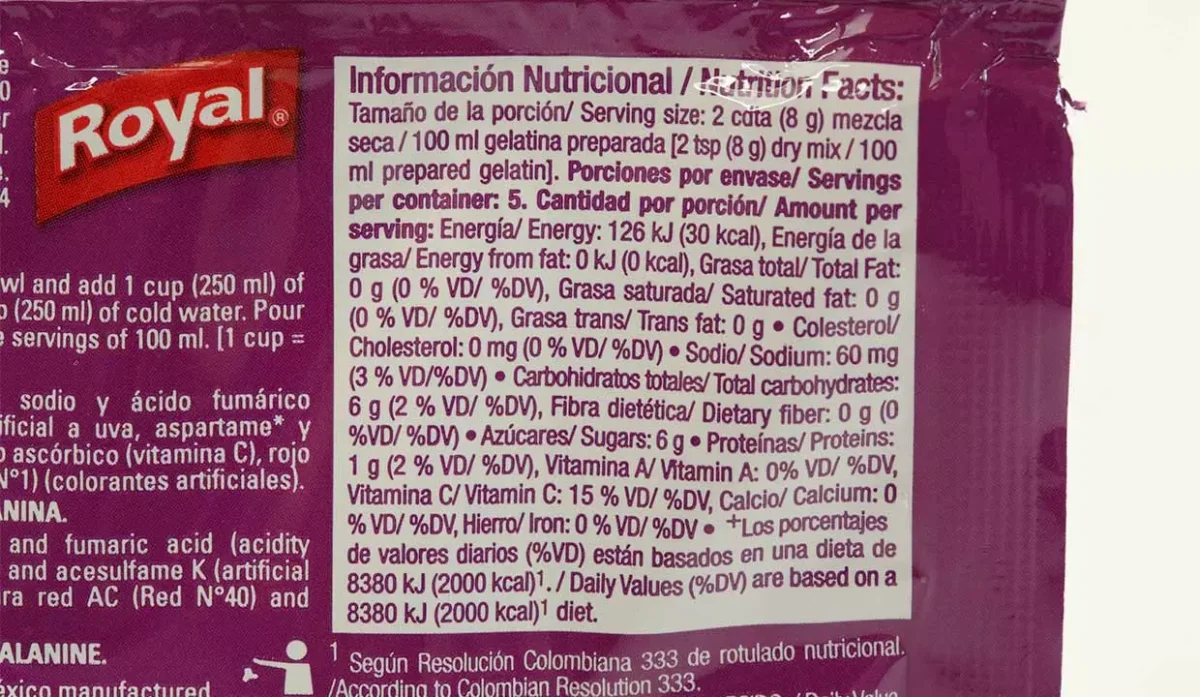 Royal®
wl and add 1 cup (250 ml) of
(250 ml) of cold water. Pour
servings of 100 ml. [1 cup =
sodio y ácido fumárico
ificial a uva, aspartame* y
ascórbico (vitamina C), rojo
N°1) (colorantes artificiales).
ANINA.
and fumaric acid (acidity
and acesulfame K (artificial
ra red AC (Red N°40) and
ALANINE.
éxico manufactured
Información Nutricional / Nutrition Facts:
Tamaño de la porción/ Serving size: 2 cdta (8 g) mezcla
seca / 100 ml gelatina preparada [2 tsp (8 g) dry mix / 100
ml prepared gelatin]. Porciones por envase/ Servings
per container: 5. Cantidad por porción/ Amount per
serving: Energía/ Energy: 126 kJ (30 kcal), Energía de la
grasa/ Energy from fat: 0 kJ (0 kcal), Grasa total/ Total Fat:
0 g (0 % VD/ %DV), Grasa saturada/ Saturated fat: 0 g
(0 % VD/ %DV), Grasa trans/ Trans fat: 0 g • Colesterol/
Cholesterol: 0 mg (0 % VD/ %DV) • Sodio/ Sodium: 60 mg
(3 % VD/%DV) • Carbohidratos totales/ Total carbohydrates:
6 g (2 % VD/ %DV), Fibra dietética/ Dietary fiber: 0 g (0
%VD/ %DV) • Azúcares/ Sugars: 6 g • Proteínas/ Proteins:
1 g (2 % VD/ %DV), Vitamina A/ Vitamin A: 0% VD/ %DV,
Vitamina C/ Vitamin C: 15 % VD/ %DV, Calcio/ Calcium: 0
% VD/ %DV, Hierro/ Iron: 0 % VD/ %DV • +Los porcentajes
de valores diarios (%VD) están basados en una dieta de
8380 kJ (2000 kcal)¹. / Daily Values (%DV) are based on a
8380 kJ (2000 kcal)¹ diet.
1 Según Resolución Colombiana 333 de rotulado nutricional.
/According to Colombian Resolution 333.